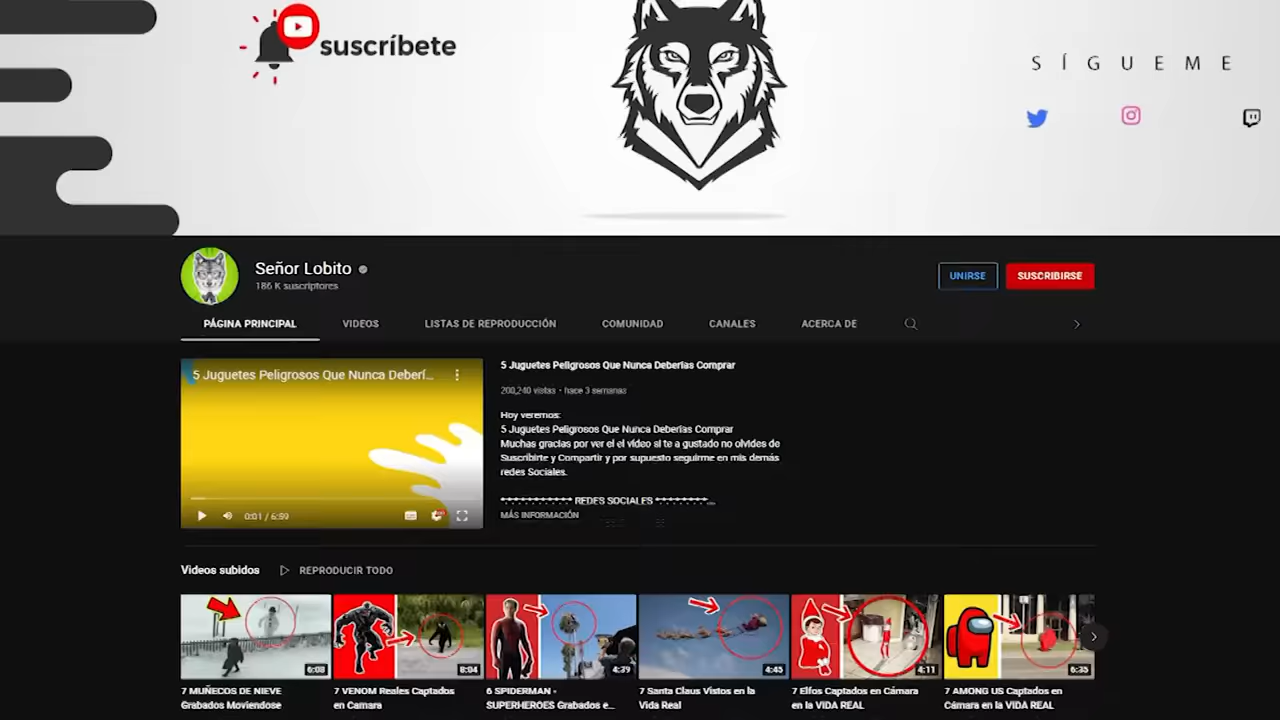 suscríbete
SÍGUEME
Señor Lobito
186 K suscriptores
UNIRSE
SUSCRIBIRSE
PÁGINA PRINCIPAL
VIDEOS
LISTAS DE REPRODUCCIÓN
COMUNIDAD
CANALES
ACERCA DE
5 Juguetes Peligrosos Que Nunca Deberí...
0:01 / 6:59
5 Juguetes Peligrosos Que Nunca Deberías Comprar
200,240 vistas • hace 3 semanas
Hoy veremos:
5 Juguetes Peligrosos Que Nunca Deberías Comprar
Muchas gracias por ver el el vídeo si te a gustado no olvides de
Suscribirte y Compartir y por supuesto seguirme en mis demás
redes Sociales.
REDES SOCIALES
MÁS INFORMACIÓN
Videos subidos
REPRODUCIR TODO
6:08
8:04
4:39
4:45
4:11
6:35
7 MUÑECOS DE NIEVE
Grabados Moviendose
7 VENOM Reales Captados
en Camara
6 SPIDERMAN -
SUPERHEROES Grabados e...
7 Santa Claus Vistos en la
Vida Real
7 Elfos Captados en Cámara
en la VIDA REAL
7 AMONG US Captados en
Cámara en la VIDA REAL